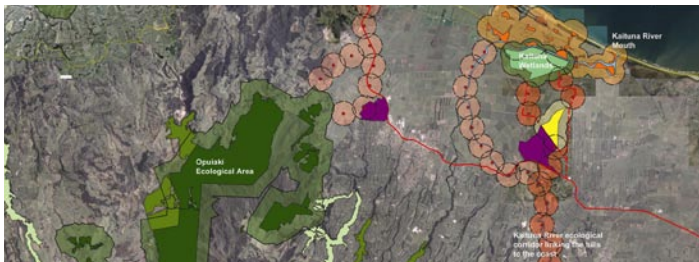 Kaituna River
Mouth
Kaituna
Wetlands
Opuiaki
Ecological Area
Kaituna River ecological
corridor linking the hills
to the coast